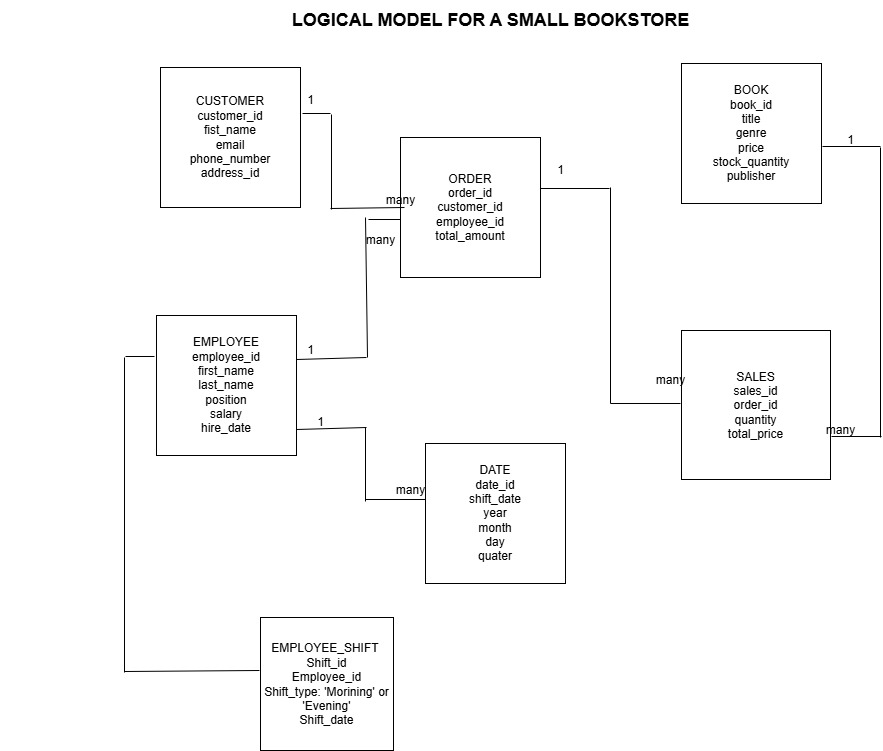 LOGICAL MODEL FOR A SMALL BOOKSTORE
CUSTOMER
customer_id
fist_name
email
phone_number
address_id
1
many
ORDER
order_id
customer_id
employee_id
total_amount
many
1
BOOK
book_id
title
genre
price
stock_quantity
publisher
1
EMPLOYEE
employee_id
first_name
last_name
position
salary
hire_date
1
1
many
SALES
sales_id
order_id
quantity
total_price
many
many
DATE
date_id
shift_date
year
month
day
quater
EMPLOYEE_SHIFT
Shift_id
Employee_id
Shift_type: 'Morining' or
'Evening'
Shift_date